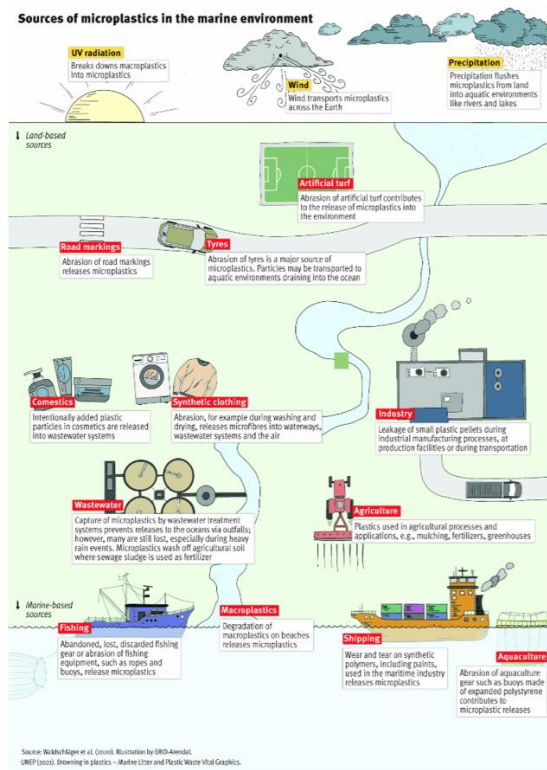 Sources of microplastics in the marine environment
UV radiation
Breaks down macroplastics
into microplastics
Wind
Wind transports microplastics
across the Earth
Precipitation
Precipitation flushes
microplastics from land
into aquatic environments
like rivers and lakes
Land-based
sources
Artificial turf
Abrasion of artificial turf contributes
to the release of microplastics into
the environment
Road markings
Abrasion of road markings
releases microplastics
Tyres
Abrasion of tyres is a major source of
microplastics. Particles may be transported to
aquatic environments draining into the ocean
Comestics
Intentionally added plastic
particles in cosmetics are released
into wastewater systems
Synthetic clothing
Abrasion, for example during washing and
drying, releases microfibres into waterways,
wastewater systems and the air
Industry
Leakage of small plastic pellets during
industrial manufacturing processes, at
production facilities or during transportation
Wastewater
Capture of microplastics by wastewater treatment
systems prevents releases to the oceans via outfalls;
however, many are still lost, especially during heavy
rain events. Microplastics wash off agricultural soil
where sewage sludge is used as fertilizer
Agriculture
Plastics used in agricultural processes and
applications, e.g., mulching, fertilizers, greenhouses
Marine-based
sources
Fishing
Abandoned, lost, discarded fishing
gear or abrasion of fishing
equipment, such as ropes and
buoys, release microplastics
Macroplastics
Degradation of
macroplastics on beaches
releases microplastics
Shipping
Wear and tear on synthetic
polymers, including paints,
used in the maritime industry
releases microplastics
Aquaculture
Abrasion of aquaculture
gear such as buoys made
of expanded polystyrene
contributes to
microplastic releases
Source: Waldschläger et al. (2020). Illustration by GRID-Arendal.
UNEP (2021). Drowning in plastics – Marine Litter and Plastic Waste Vital Graphics.